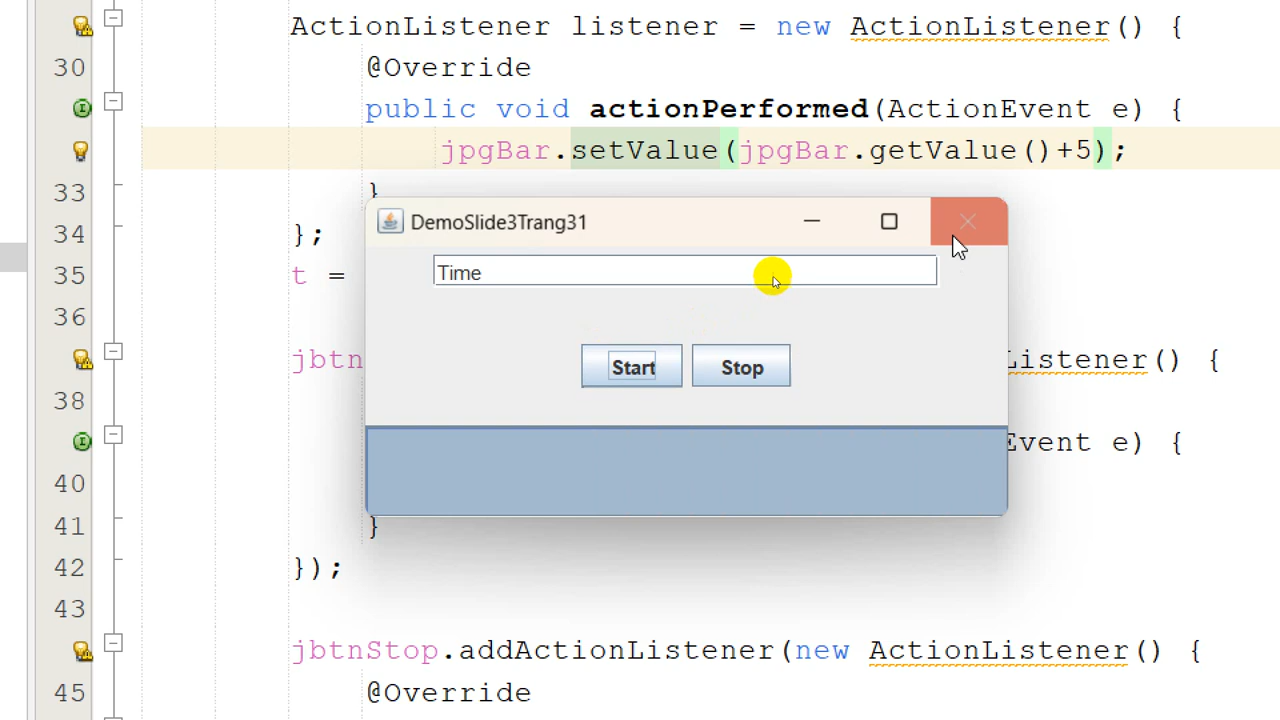 ActionListener listener = new ActionListener() {
30 @Override
public void actionPerformed(ActionEvent e) {
jpgBar.setValue(jpgBar.getValue()+5);
33 }
DemoSlide3Trang31
34 };
Time
35 t =
36
jbtn Listener() {
Start Stop
38
Event e) {
40
41 }
42 });
43
jbtnStop.addActionListener(new ActionListener() {
45 @Override